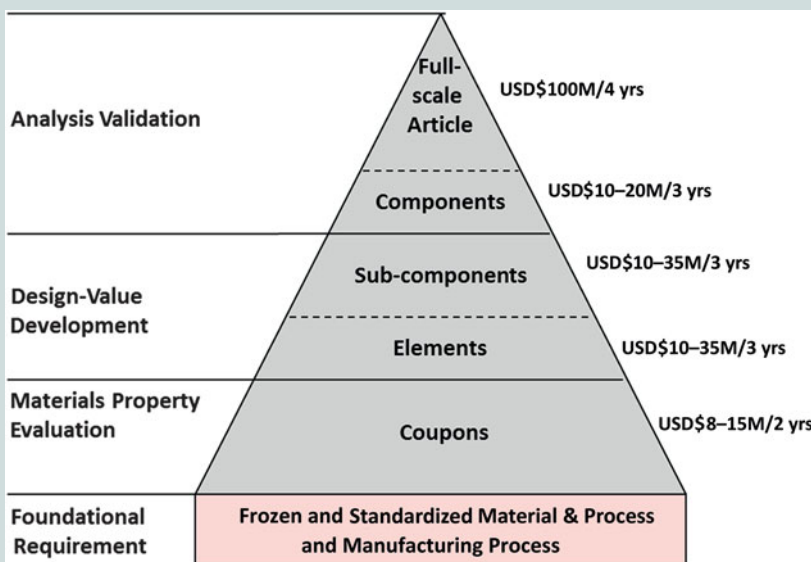 Analysis Validation
Full-
scale
Article
USD$100M/4 yrs
Components
USD$10–20M/3 yrs
Design-Value
Development
Sub-components
USD$10–35M/3 yrs
Elements
USD$10–35M/3 yrs
Materials Property
Evaluation
Coupons
USD$8–15M/2 yrs
Foundational
Requirement
Frozen and Standardized Material & Process
and Manufacturing Process